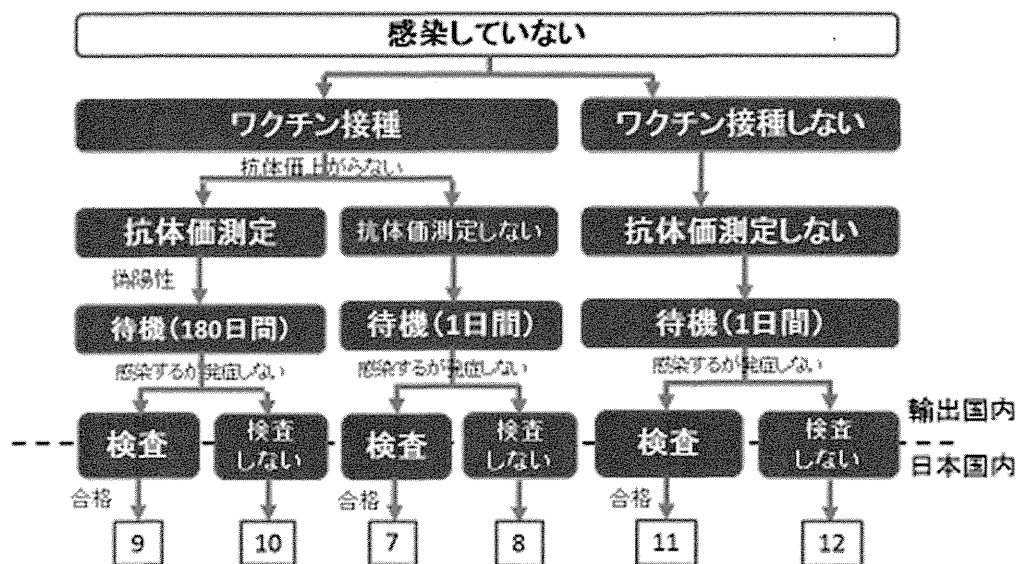 感染していない
ワクチン接種
ワクチン接種しない
抗体価上がらない
抗体価測定
抗体価測定しない
抗体価測定しない
偽陽性
待機(180日間)
待機(1日間)
待機(1日間)
感染するが発症しない
感染するが発症しない
感染するが発症しない
輸出国内
検査
検査
しない
検査
検査
しない
検査
検査
しない
日本国内
合格
合格
合格
9
10
7
8
11
12